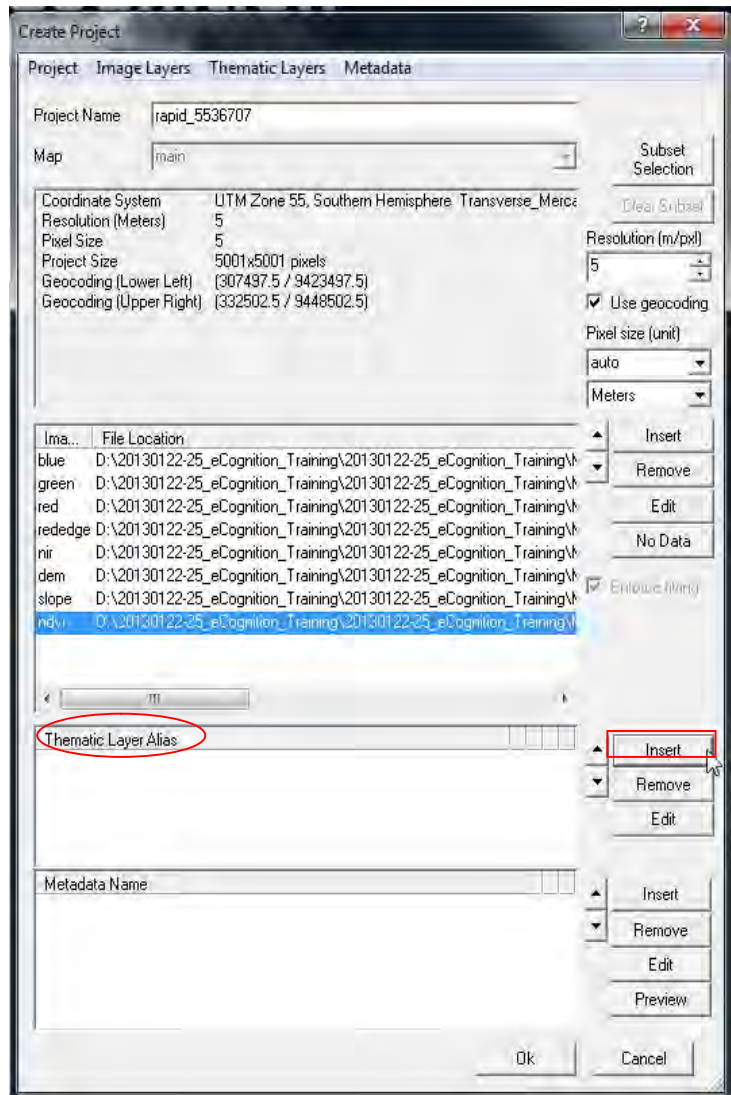 Create Project
Project Image Layers Thematic Layers Metadata
Project Name rapid_5536707
Map main
Subset Selection
Clear Subset
Coordinate System UTM Zone 55, Southern Hemisphere Transverse_Merca
Resolution (Meters) 5
Pixel Size 5
Project Size 5001x5001 pixels
Geocoding (Lower Left) (307497.5 / 9423497.5)
Geocoding (Upper Right) (332502.5 / 9448502.5)
Resolution (m/pxl)
5
Use geocoding
Pixel size (unit)
auto
Meters
Ima... File Location
blue D:\20130122-25_eCognition_Training\20130122-25_eCognition_Training\
green D:\20130122-25_eCognition_Training\20130122-25_eCognition_Training\
red D:\20130122-25_eCognition_Training\20130122-25_eCognition_Training\
rededge D:\20130122-25_eCognition_Training\20130122-25_eCognition_Training\
nir D:\20130122-25_eCognition_Training\20130122-25_eCognition_Training\
dem D:\20130122-25_eCognition_Training\20130122-25_eCognition_Training\
slope D:\20130122-25_eCognition_Training\20130122-25_eCognition_Training\
ndvi D:\20130122-25_eCognition_Training\20130122-25_eCognition_Training\
Insert
Remove
Edit
No Data
Thematic Layer Alias
Insert
Remove
Edit
Metadata Name
Insert
Remove
Edit
Preview
Ok Cancel